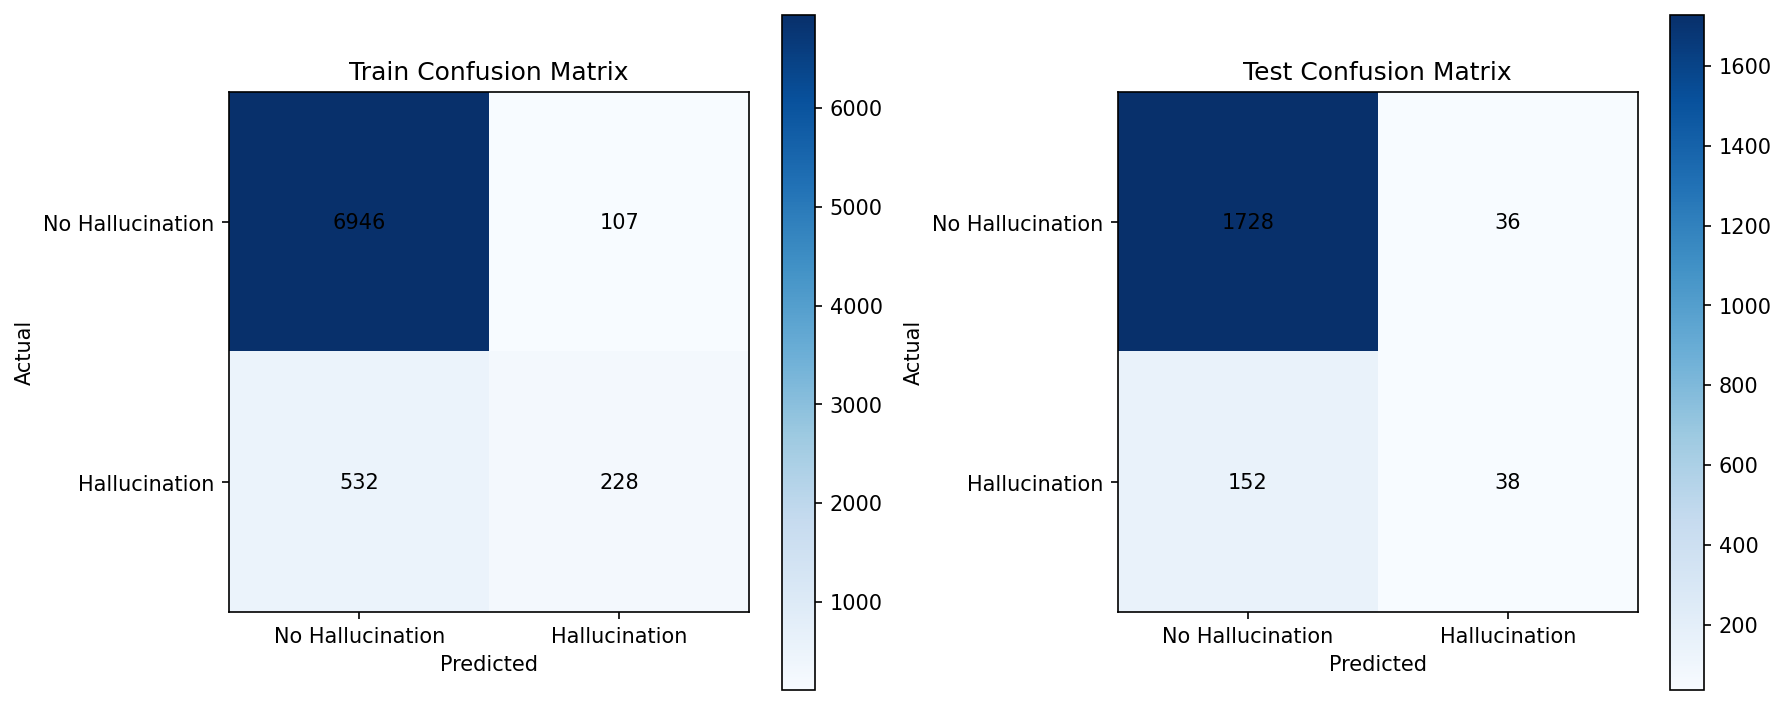 Train Confusion Matrix
No Hallucination
Hallucination
Actual
6946
107
532
228
No Hallucination
Hallucination
Predicted
6000
5000
4000
3000
2000
1000
Test Confusion Matrix
No Hallucination
Hallucination
Actual
1728
36
152
38
No Hallucination
Hallucination
Predicted
1600
1400
1200
1000
800
600
400
200